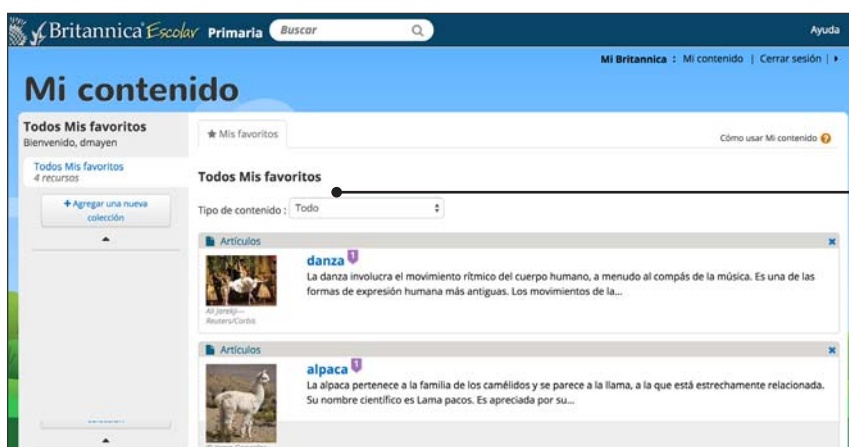 Britannica Escolar Primaria Buscar Ayuda
Mi Britannica : Mi contenido | Cerrar sesión |
Mi contenido
Todos Mis favoritos
Bienvenido, dmayen
Todos Mis favoritos
4 recursos
+ Agregar una nueva
colección
Mis favoritos
Cómo usar Mi contenido ?
Todos Mis favoritos
Tipo de contenido : Todo
Artículos
danza 1
La danza involucra el movimiento rítmico del cuerpo humano, a menudo al compás de la música. Es una de las
formas de expresión humana más antiguas. Los movimientos de la...
Ali Jarekji—
Reuters/Corbis
Artículos
alpaca 1
La alpaca pertenece a la familia de los camélidos y se parece a la llama, a la que está estrechamente relacionada.
Su nombre científico es Lama pacos. Es apreciada por su...